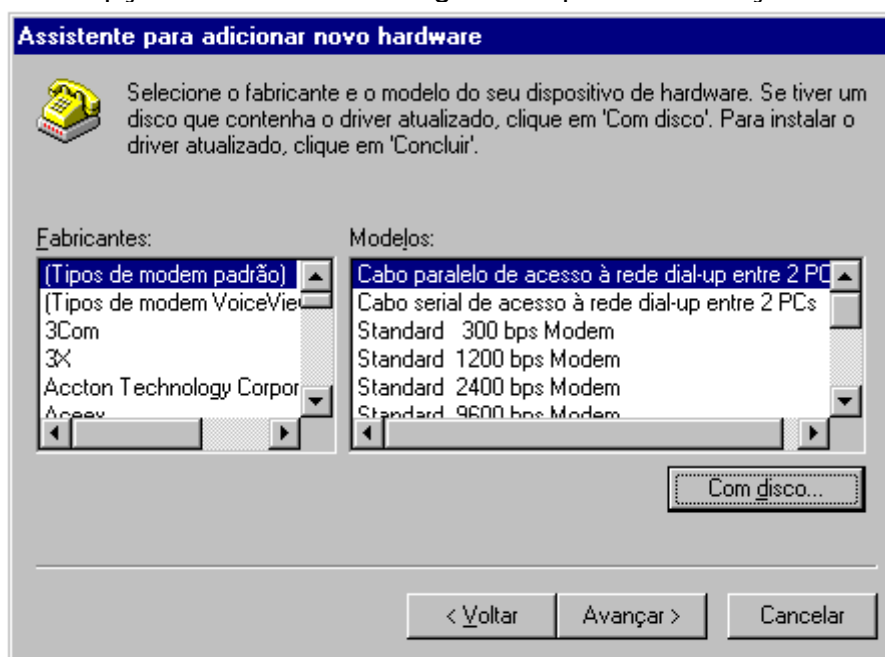 Assistente para adicionar novo hardware
Selecione o fabricante e o modelo do seu dispositivo de hardware. Se tiver um
disco que contenha o driver atualizado, clique em 'Com disco'. Para instalar o
driver atualizado, clique em 'Concluir'.
Fabricantes:
Modelos:
(Tipos de modem padrão)
(Tipos de modem VoiceVie
3Com
3X
Accton Technology Corpor
Cabo paralelo de acesso à rede dial-up entre 2 PC
Cabo serial de acesso à rede dial-up entre 2 PCs
Standard 300 bps Modem
Standard 1200 bps Modem
Standard 2400 bps Modem
Standard 9600 bps Modem
Com disco...
< Voltar
Avançar >
Cancelar